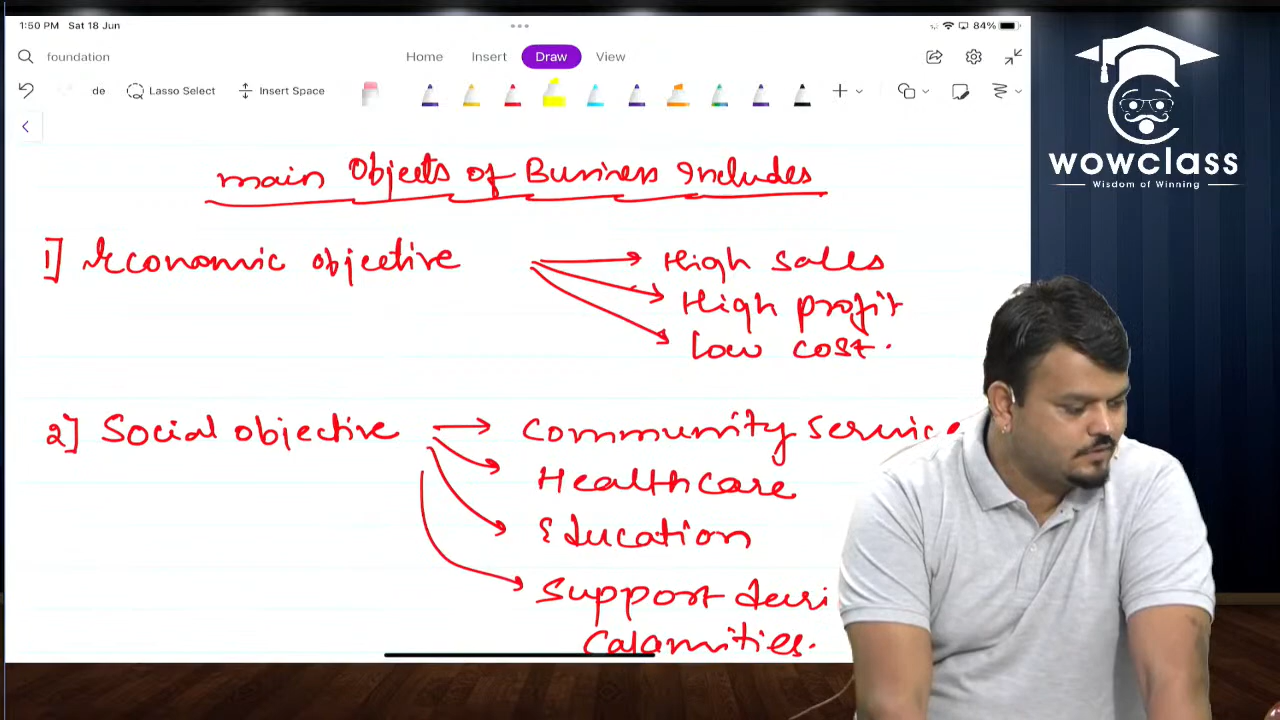 1:50 PM Sat 18 Jun
84%
foundation
Home Insert Draw View
de Lasso Select Insert Space
wowclass
Wisdom of Winning
main Objects of Business Includes
1] Economic objective
High sales
High profit
Low cost.
2] Social objective
Community Service
Healthcare
Education
Support
Calamities.